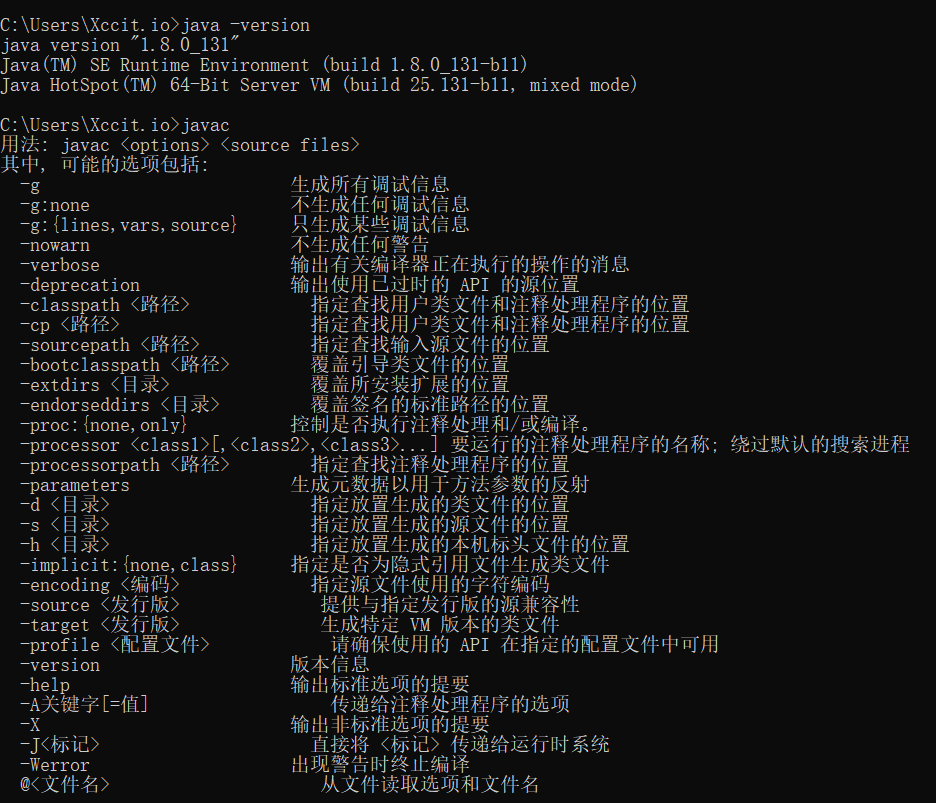 C:\Users\Xccit.io>java -version
java version "1.8.0_131"
Java(TM) SE Runtime Environment (build 1.8.0_131-b11)
Java HotSpot(TM) 64-Bit Server VM (build 25.131-b11, mixed mode)
C:\Users\Xccit.io>javac
用法: javac <options> <source files>
其中, 可能的选项包括:
-g 生成所有调试信息
-g:none 不生成任何调试信息
-g:{lines,vars,source} 只生成某些调试信息
-nowarn 不生成任何警告
-verbose 输出有关编译器正在执行的操作的消息
-deprecation 输出使用已过时的 API 的源位置
-classpath <路径> 指定查找用户类文件和注释处理程序的位置
-cp <路径> 指定查找用户类文件和注释处理程序的位置
-sourcepath <路径> 指定查找输入源文件的位置
-bootclasspath <路径> 覆盖引导类文件的位置
-extdirs <目录> 覆盖所安装扩展的位置
-endorseddirs <目录> 覆盖签名的标准路径的位置
-proc:{none,only} 控制是否执行注释处理和/或编译。
-processor <class1>[,<class2>,<class3>...] 要运行的注释处理程序的名称; 绕过默认的搜索进程
-processorpath <路径> 指定查找注释处理程序的位置
-parameters 生成元数据以用于方法参数的反射
-d <目录> 指定放置生成的类文件的位置
-s <目录> 指定放置生成的源文件的位置
-h <目录> 指定放置生成的本机标头文件的位置
-implicit:{none,class} 指定是否为隐式引用文件生成类文件
-encoding <编码> 指定源文件使用的字符编码
-source <发行版> 提供与指定发行版的源兼容性
-target <发行版> 生成特定 VM 版本的类文件
-profile <配置文件> 请确保使用的 API 在指定的配置文件中可用
-version 版本信息
-help 输出标准选项的提要
-A关键字[=值] 传递给注释处理程序的选项
-X 输出非标准选项的提要
-J<标记> 直接将 <标记> 传递给运行时系统
-Werror 出现警告时终止编译
@<文件名> 从文件读取选项和文件名